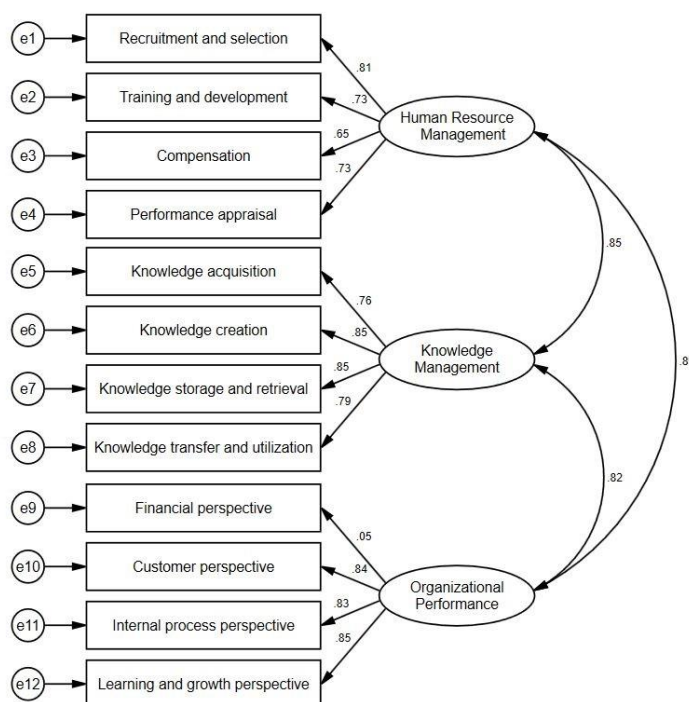 e1
Recruitment and selection
.81
e2
Training and development
.73
Human Resource
Management
e3
Compensation
.65
e4
Performance appraisal
.73
.85
e5
Knowledge acquisition
.76
e6
Knowledge creation
.85
Knowledge
Management
.8
e7
Knowledge storage and retrieval
.85
e8
Knowledge transfer and utilization
.79
.82
e9
Financial perspective
.05
e10
Customer perspective
.84
Organizational
Performance
e11
Internal process perspective
.83
e12
Learning and growth perspective
.85